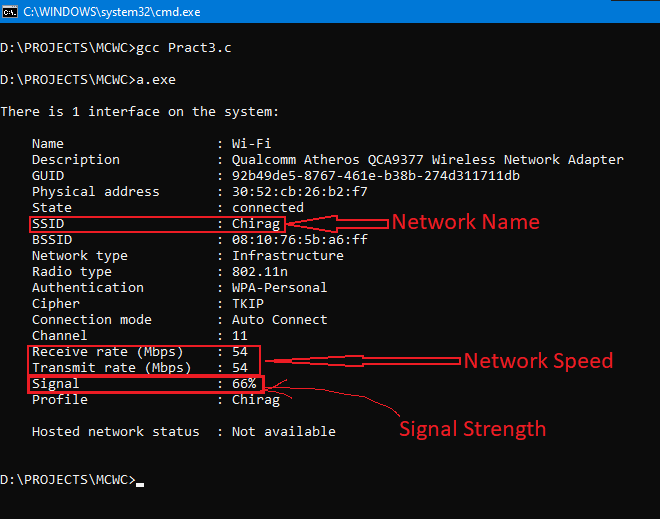 C:\WINDOWS\system32\cmd.exe
D:\PROJECTS\MCWC>gcc Pract3.c
D:\PROJECTS\MCWC>a.exe
There is 1 interface on the system:
Name : Wi-Fi
Description : Qualcomm Atheros QCA9377 Wireless Network Adapter
GUID : 92b49de5-8767-461e-b38b-274d311711db
Physical address : 30:52:cb:26:b2:f7
State : connected
SSID : Chirag Network Name
BSSID : 08:10:76:5b:a6:ff
Network type : Infrastructure
Radio type : 802.11n
Authentication : WPA-Personal
Cipher : TKIP
Connection mode : Auto Connect
Channel : 11
Receive rate (Mbps) : 54
Transmit rate (Mbps) : 54 Network Speed
Signal : 66%
Profile : Chirag
Signal Strength
Hosted network status : Not available
D:\PROJECTS\MCWC>